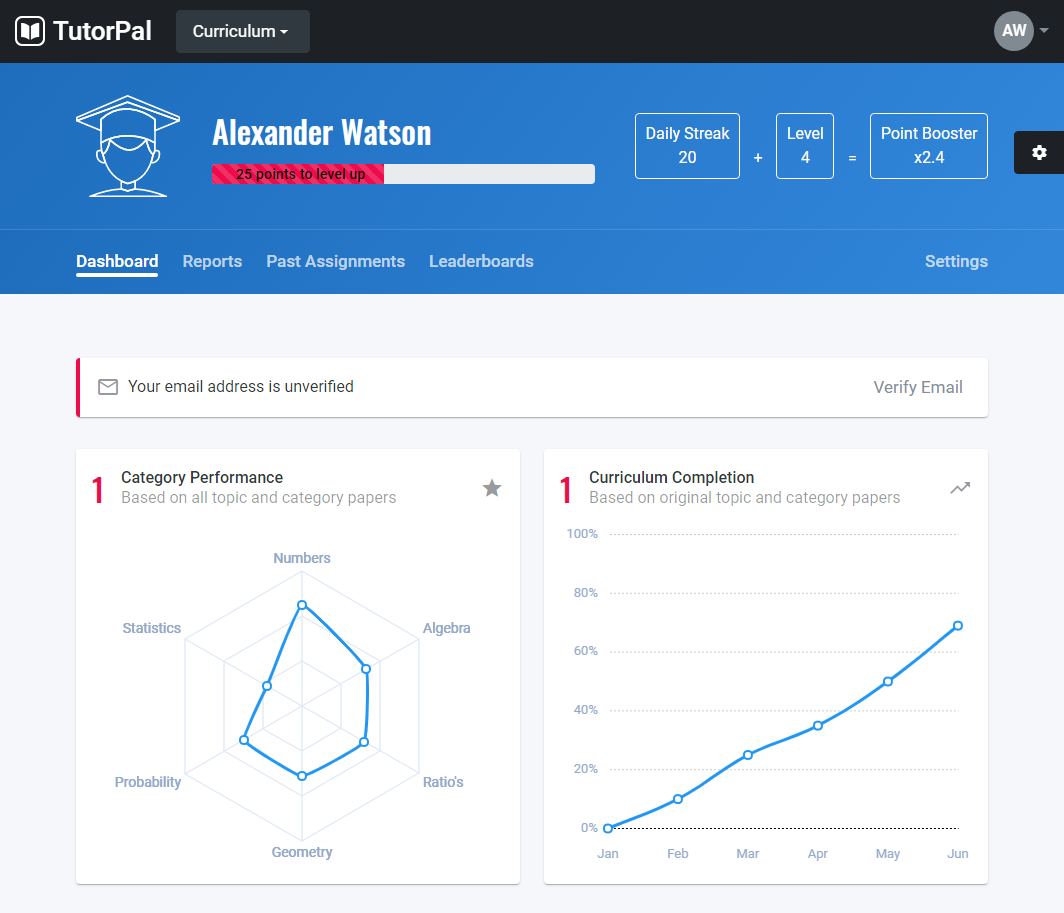 TutorPal
Curriculum
AW
Alexander Watson
25 points to level up
Daily Streak
20
+
Level
4
=
Point Booster
x2.4
Dashboard
Reports
Past Assignments
Leaderboards
Settings
Your email address is unverified
Verify Email
1
Category Performance
Based on all topic and category papers
Numbers
Statistics
Algebra
Probability
Ratio's
Geometry
1
Curriculum Completion
Based on original topic and category papers
100%
80%
60%
40%
20%
0%
Jan
Feb
Mar
Apr
May
Jun